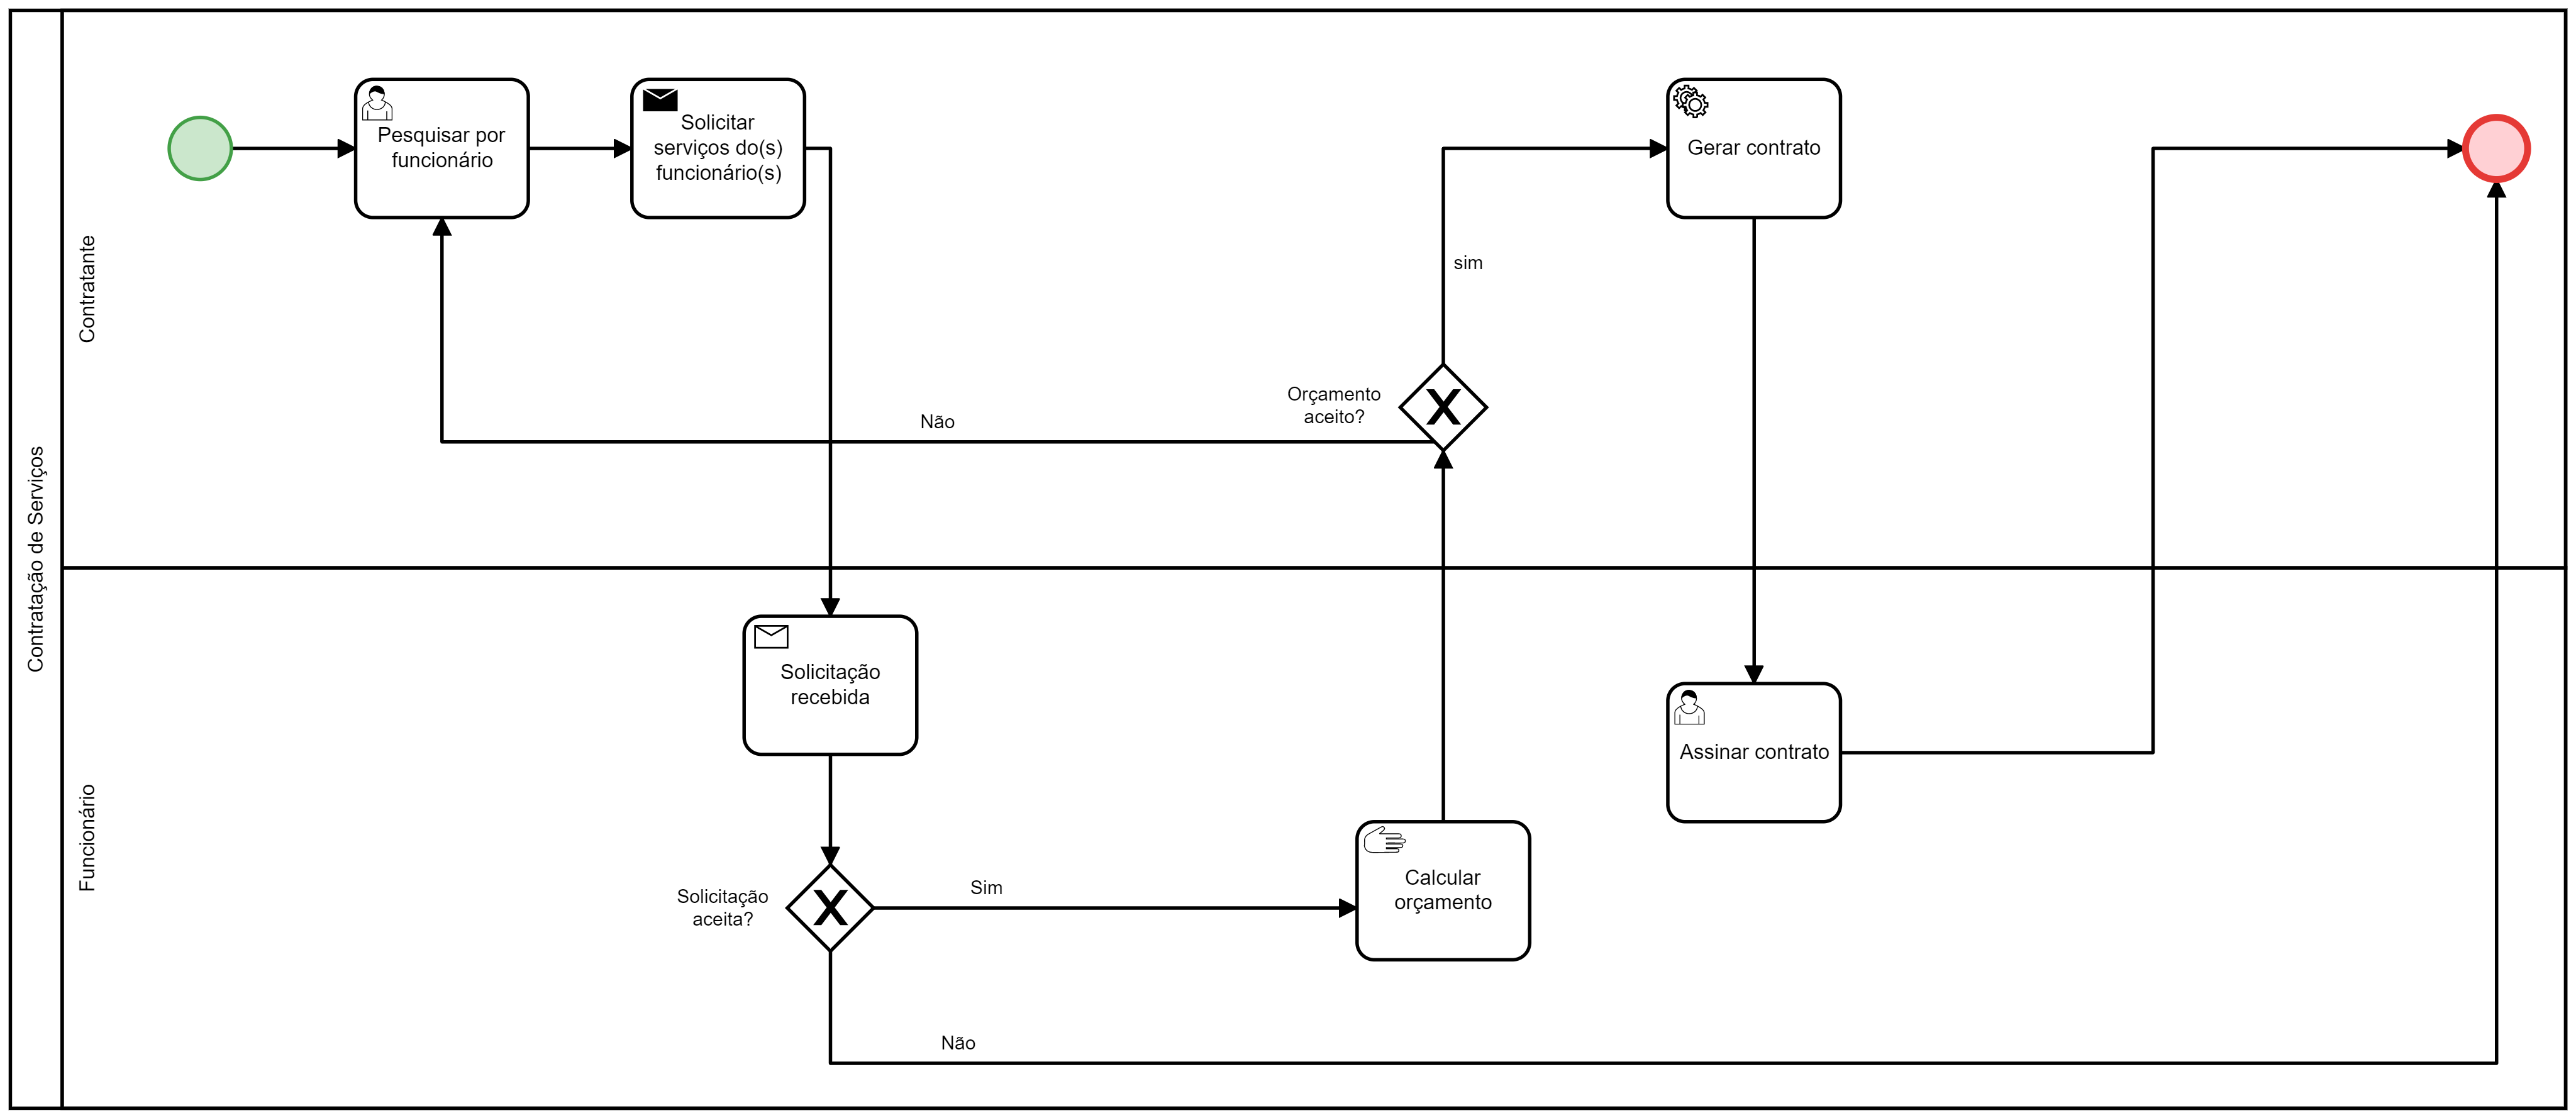 Contratação de Serviços
Contratante
Pesquisar por
funcionário
Solicitar
serviços do(s)
funcionário(s)
Gerar contrato
sim
Orçamento
aceito?
Não
Funcionário
Solicitação
recebida
Assinar contrato
Solicitação
aceita?
Sim
Calcular
orçamento
Não